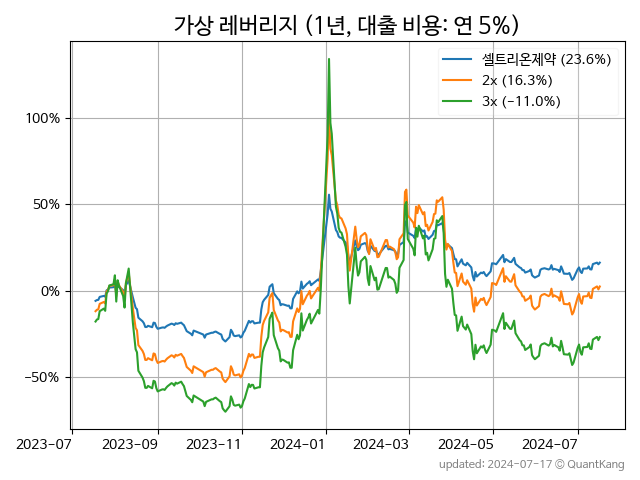 가상 레버리지 (1년, 대출 비용: 연 5%)
셀트리온제약 (23.6%)
2x (16.3%)
3x (−11.0%)
100%
50%
0%
−50%
2023-07 2023-09 2023-11 2024-01 2024-03 2024-05 2024-07
updated: 2024-07-17 © QuantKang